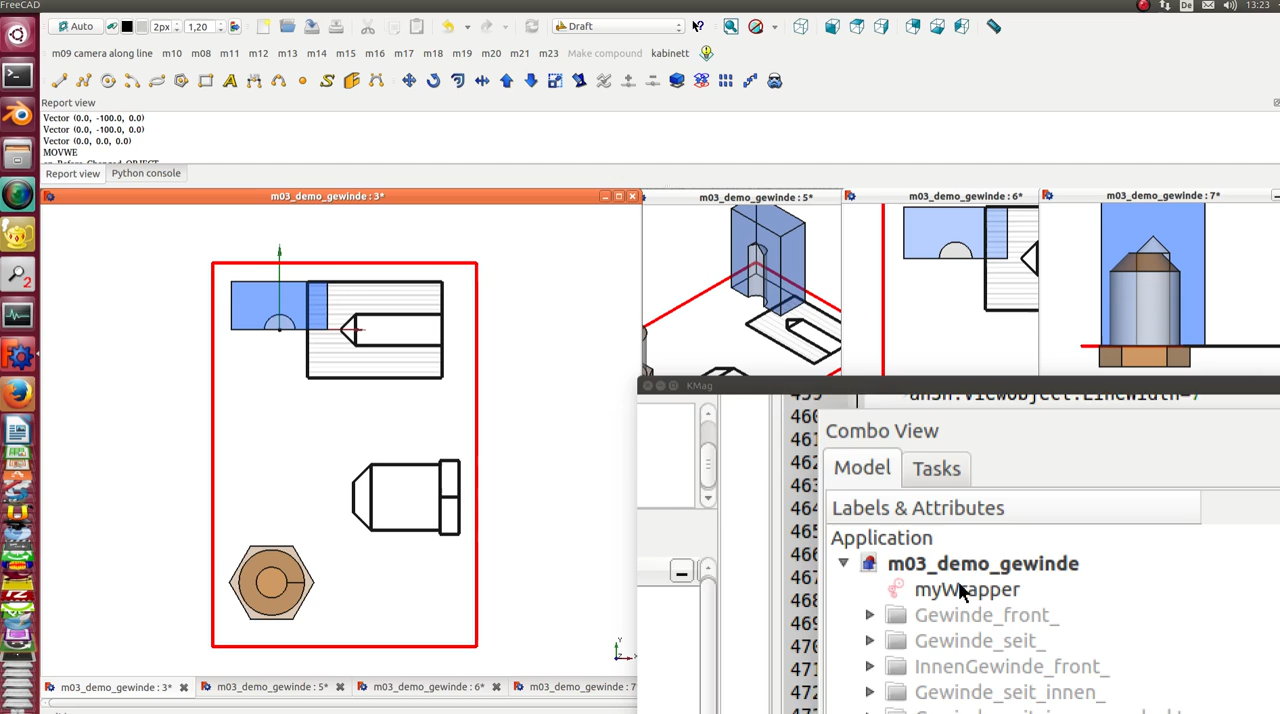 FreeCAD
De
13:23
Auto
2px
1,20
Draft
m09 camera along line m10 m08 m11 m12 m13 m14 m15 m16 m17 m18 m19 m20 m21 m23 Make compound kabinett
Report view
Vector (0.0, -100.0, 0.0)
Vector (0.0, -100.0, 0.0)
Vector (0.0, 0.0, 0.0)
MOVWE
Report view Python console
m03_demo_gewinde : 3*
m03_demo_gewinde : 5*
m03_demo_gewinde : 6*
m03_demo_gewinde : 7*
KMag
460
461
462
463
464
465
466
467
468
469
470
471
472
Combo View
Model Tasks
Labels & Attributes
Application
m03_demo_gewinde
myWrapper
Gewinde_front_
Gewinde_seit_
InnenGewinde_front_
Gewinde_seit_innen_
m03_demo_gewinde : 3* m03_demo_gewinde : 5* m03_demo_gewinde : 6* m03_demo_gewinde : 7